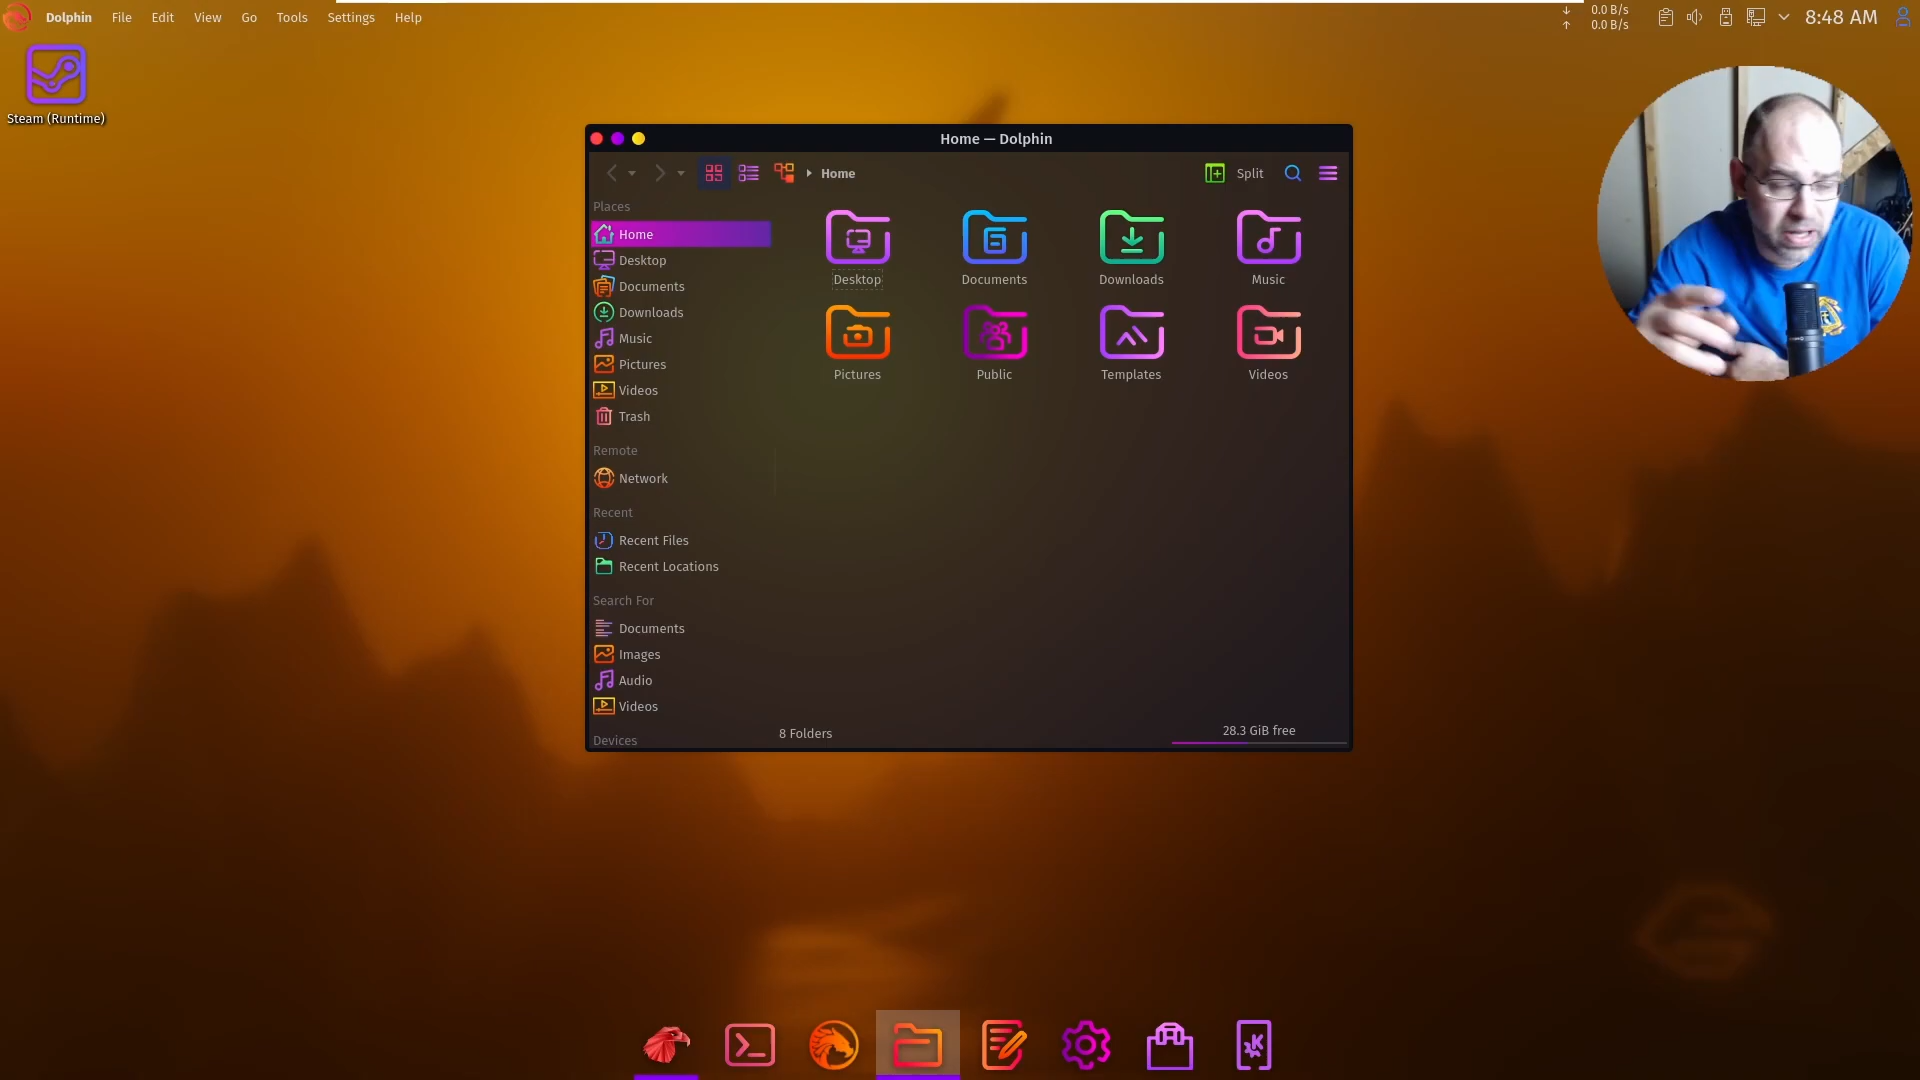 Dolphin File Edit View Go Tools Settings Help
0.0 B/s
0.0 B/s
8:48 AM
Steam (Runtime)
Home — Dolphin
Home
Split
Places
Home
Desktop
Documents
Downloads
Music
Pictures
Videos
Trash
Remote
Network
Recent
Recent Files
Recent Locations
Search For
Documents
Images
Audio
Videos
Devices
Desktop Documents Downloads Music
Pictures Public Templates Videos
8 Folders
28.3 GiB free